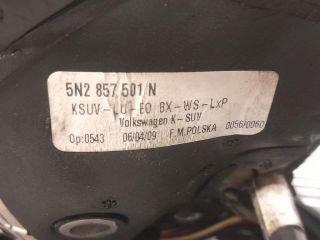 5N2 857 501/N
KSUV-LU-EO BX-WS-LxP
Volkswagen K-SUV
Op:0543 06/04/09 F.M.POLSKA 0056/0060